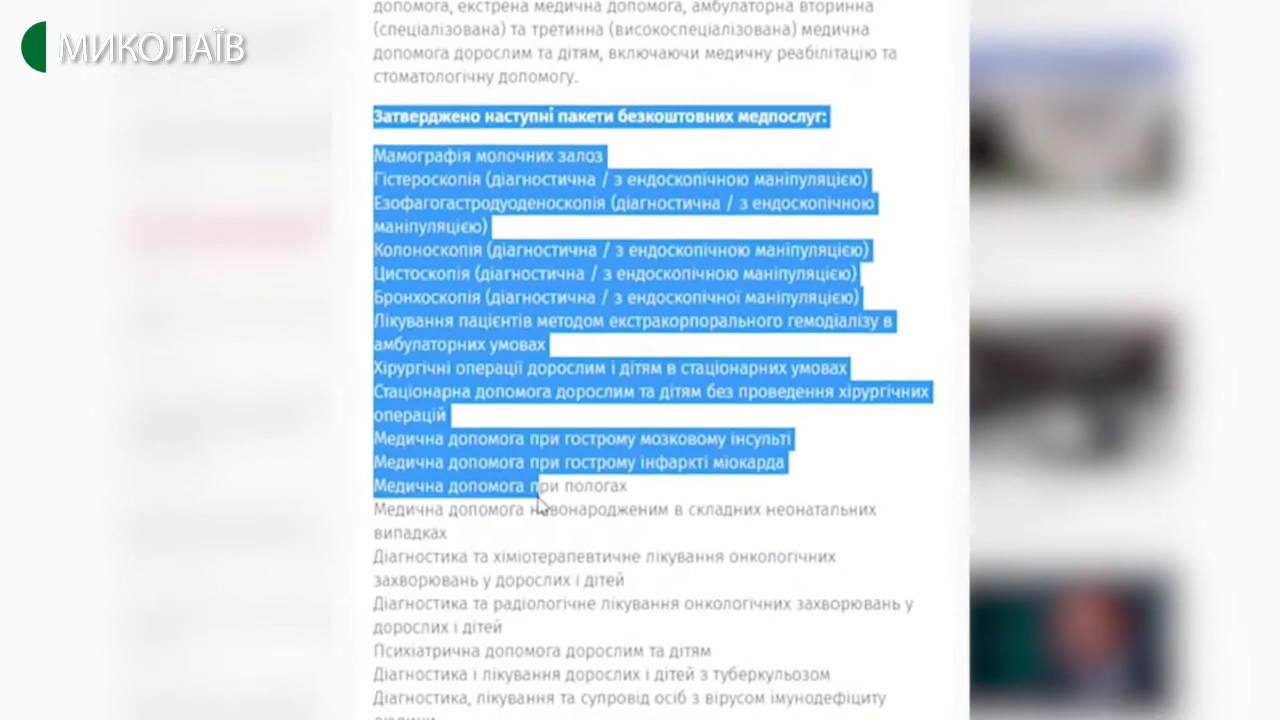 МИКОЛАЇВ
допомога, екстрена медична допомога, амбулаторна вторинна
(спеціалізована) та третинна (високоспеціалізована) медична
допомога дорослим та дітям, включаючи медичну реабілітацію та
стоматологічну допомогу.
Затверджено наступні пакети безкоштовних медпослуг:
Мамографія молочних залоз
Гістероскопія (діагностична / з ендоскопічною маніпуляцією)
Езофагогастродуоденоскопія (діагностична / з ендоскопічною
маніпуляцією)
Колоноскопія (діагностична / з ендоскопічною маніпуляцією)
Цистоскопія (діагностична / з ендоскопічною маніпуляцією)
Бронхоскопія (діагностична / з ендоскопічної маніпуляцією)
Лікування пацієнтів методом екстракорпорального гемодіалізу в
амбулаторних умовах
Хірургічні операції дорослим і дітям в стаціонарних умовах
Стаціонарна допомога дорослим та дітям без проведення хірургічних
операцій
Медична допомога при гострому мозковому інсульті
Медична допомога при гострому інфаркті міокарда
Медична допомога при пологах
Медична допомога новонародженим в складних неонатальних
випадках
Діагностика та хіміотерапевтичне лікування онкологічних
захворювань у дорослих і дітей
Діагностика та радіологічне лікування онкологічних захворювань у
дорослих і дітей
Психіатрична допомога дорослим та дітям
Діагностика і лікування дорослих і дітей з туберкульозом
Діагностика, лікування та супровід осіб з вірусом імунодефіциту